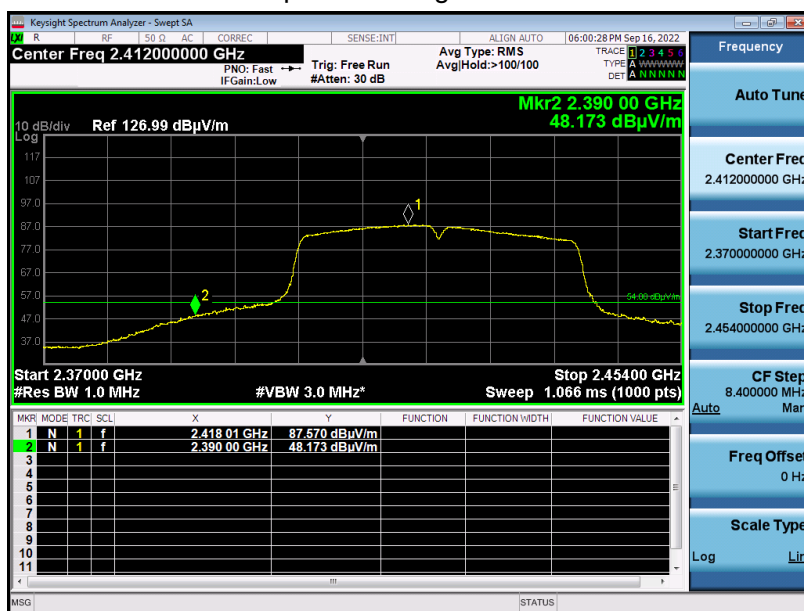 Keysight Spectrum Analyzer - Swept SA
LXI R RF 50 Ω AC CORREC SENSE:INT ALIGN AUTO 06:00:28 PM Sep 16, 2022
Center Freq 2.412000000 GHz
PNO: Fast
IFGain:Low
Trig: Free Run
#Atten: 30 dB
Avg Type: RMS
Avg|Hold:>100/100
TRACE 1 2 3 4 5 6
TYPE A WWWWW
DET A N N N N N
Mkr2 2.390 00 GHz
48.173 dBµV/m
10 dB/div Ref 126.99 dBµV/m
Log
117
107
97.0
87.0
77.0
67.0
57.0
47.0
37.0
1
2
54.00 dBµV/m
Start 2.37000 GHz Stop 2.45400 GHz
#Res BW 1.0 MHz #VBW 3.0 MHz* Sweep 1.066 ms (1000 pts)
MKR MODE TRC SCL X Y FUNCTION FUNCTION WIDTH FUNCTION VALUE
1 N 1 f 2.418 01 GHz 87.570 dBµV/m
2 N 1 f 2.390 00 GHz 48.173 dBµV/m
3
4
5
6
7
8
9
10
11
MSG STATUS
Frequency
Auto Tune
Center Freq
2.412000000 GHz
Start Freq
2.370000000 GHz
Stop Freq
2.454000000 GHz
CF Step
8.400000 MHz
Auto Man
Freq Offset
0 Hz
Scale Type
Log Lin